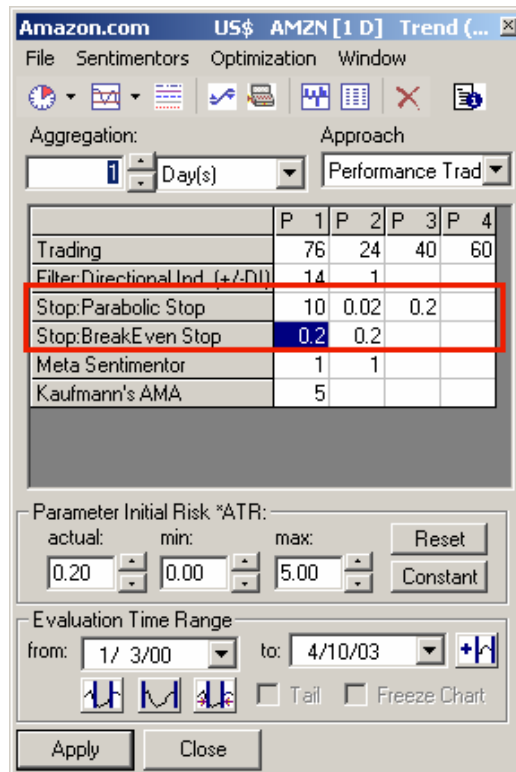 Amazon.com US$ AMZN [1 D] Trend (...
File Sentimentors Optimization Window
Aggregation: Approach
1 Day(s) Performance Trad
P 1 P 2 P 3 P 4
Trading 76 24 40 60
Filter:Directional Ind. (+/-DI) 14 1
Stop:Parabolic Stop 10 0.02 0.2
Stop:BreakEven Stop 0.2 0.2
Meta Sentimentor 1 1
Kaufmann's AMA 5
Parameter Initial Risk *ATR:
actual: min: max: Reset
0.20 0.00 5.00 Constant
Evaluation Time Range
from: 1/ 3/00 to: 4/10/03
Tail Freeze Chart
Apply Close